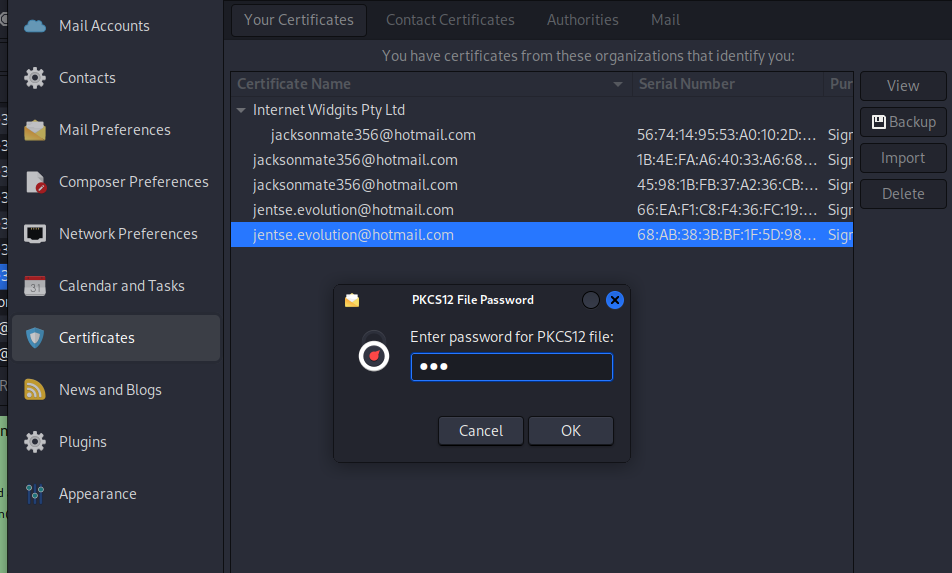 Mail Accounts
Contacts
Mail Preferences
Composer Preferences
Network Preferences
Calendar and Tasks
31
Certificates
News and Blogs
Plugins
Appearance
Your Certificates Contact Certificates Authorities Mail
You have certificates from these organizations that identify you:
Certificate Name Serial Number Pur
Internet Widgits Pty Ltd
jacksonmate356@hotmail.com 56:74:14:95:53:A0:10:2D:... Sigr
jacksonmate356@hotmail.com 1B:4E:FA:A6:40:33:A6:68... Sigr
jacksonmate356@hotmail.com 45:98:1B:FB:37:A2:36:CB:... Sigr
jentse.evolution@hotmail.com 66:EA:F1:C8:F4:36:FC:19:... Sigr
jentse.evolution@hotmail.com 68:AB:38:3B:BF:1F:5D:98... Sigr
View
Backup
Import
Delete
PKCS12 File Password
Enter password for PKCS12 file:
Cancel OK